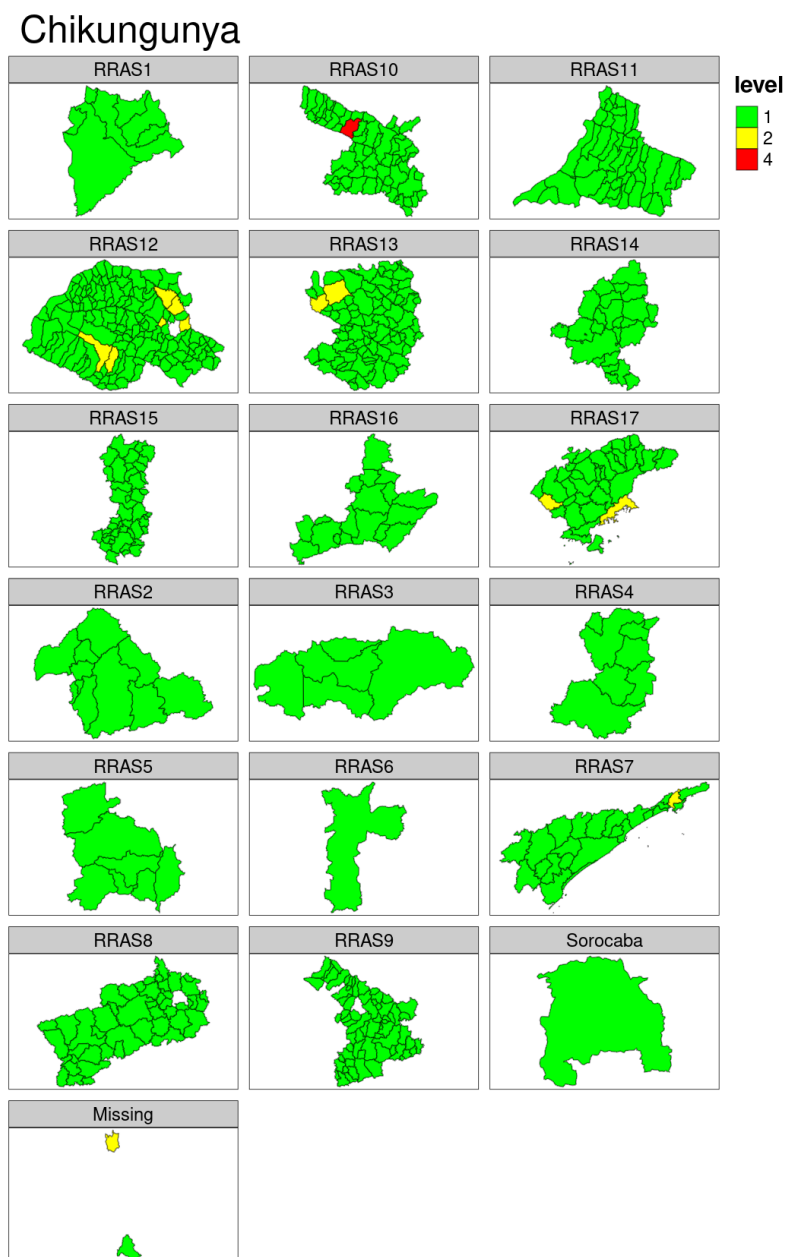 Chikungunya
RRAS1
RRAS10
RRAS11
level
1
2
4
RRAS12
RRAS13
RRAS14
RRAS15
RRAS16
RRAS17
RRAS2
RRAS3
RRAS4
RRAS5
RRAS6
RRAS7
RRAS8
RRAS9
Sorocaba
Missing